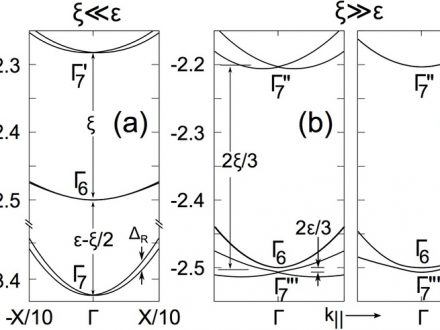 ξ≪ε
ξ≫ε
2.3
2.4
2.5
3.4
Γ7'
(a)
ξ
Γ6
ε-ξ/2
ΔR
Γ7
-X/10
Γ
X/10
-2.2
-2.3
-2.4
-2.5
Γ7''
2ξ/3
(b)
2ε/3
Γ6
Γ7'''
Γ
k||
Γ7''
Γ6
Γ7'''
Γ